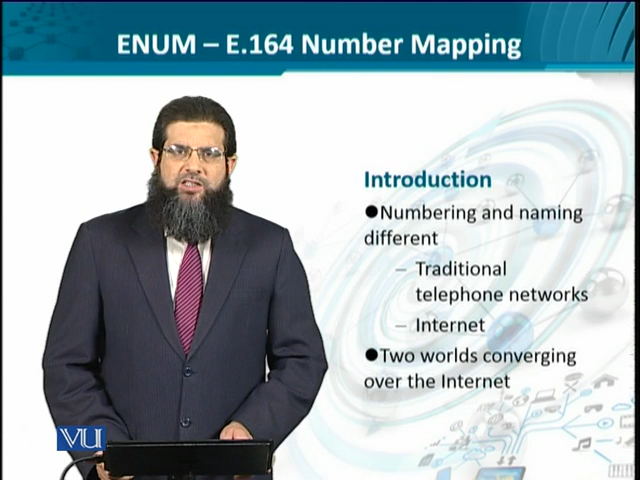 ENUM – E.164 Number Mapping
Introduction
●Numbering and naming
different
– Traditional
telephone networks
– Internet
●Two worlds converging
over the Internet
VU